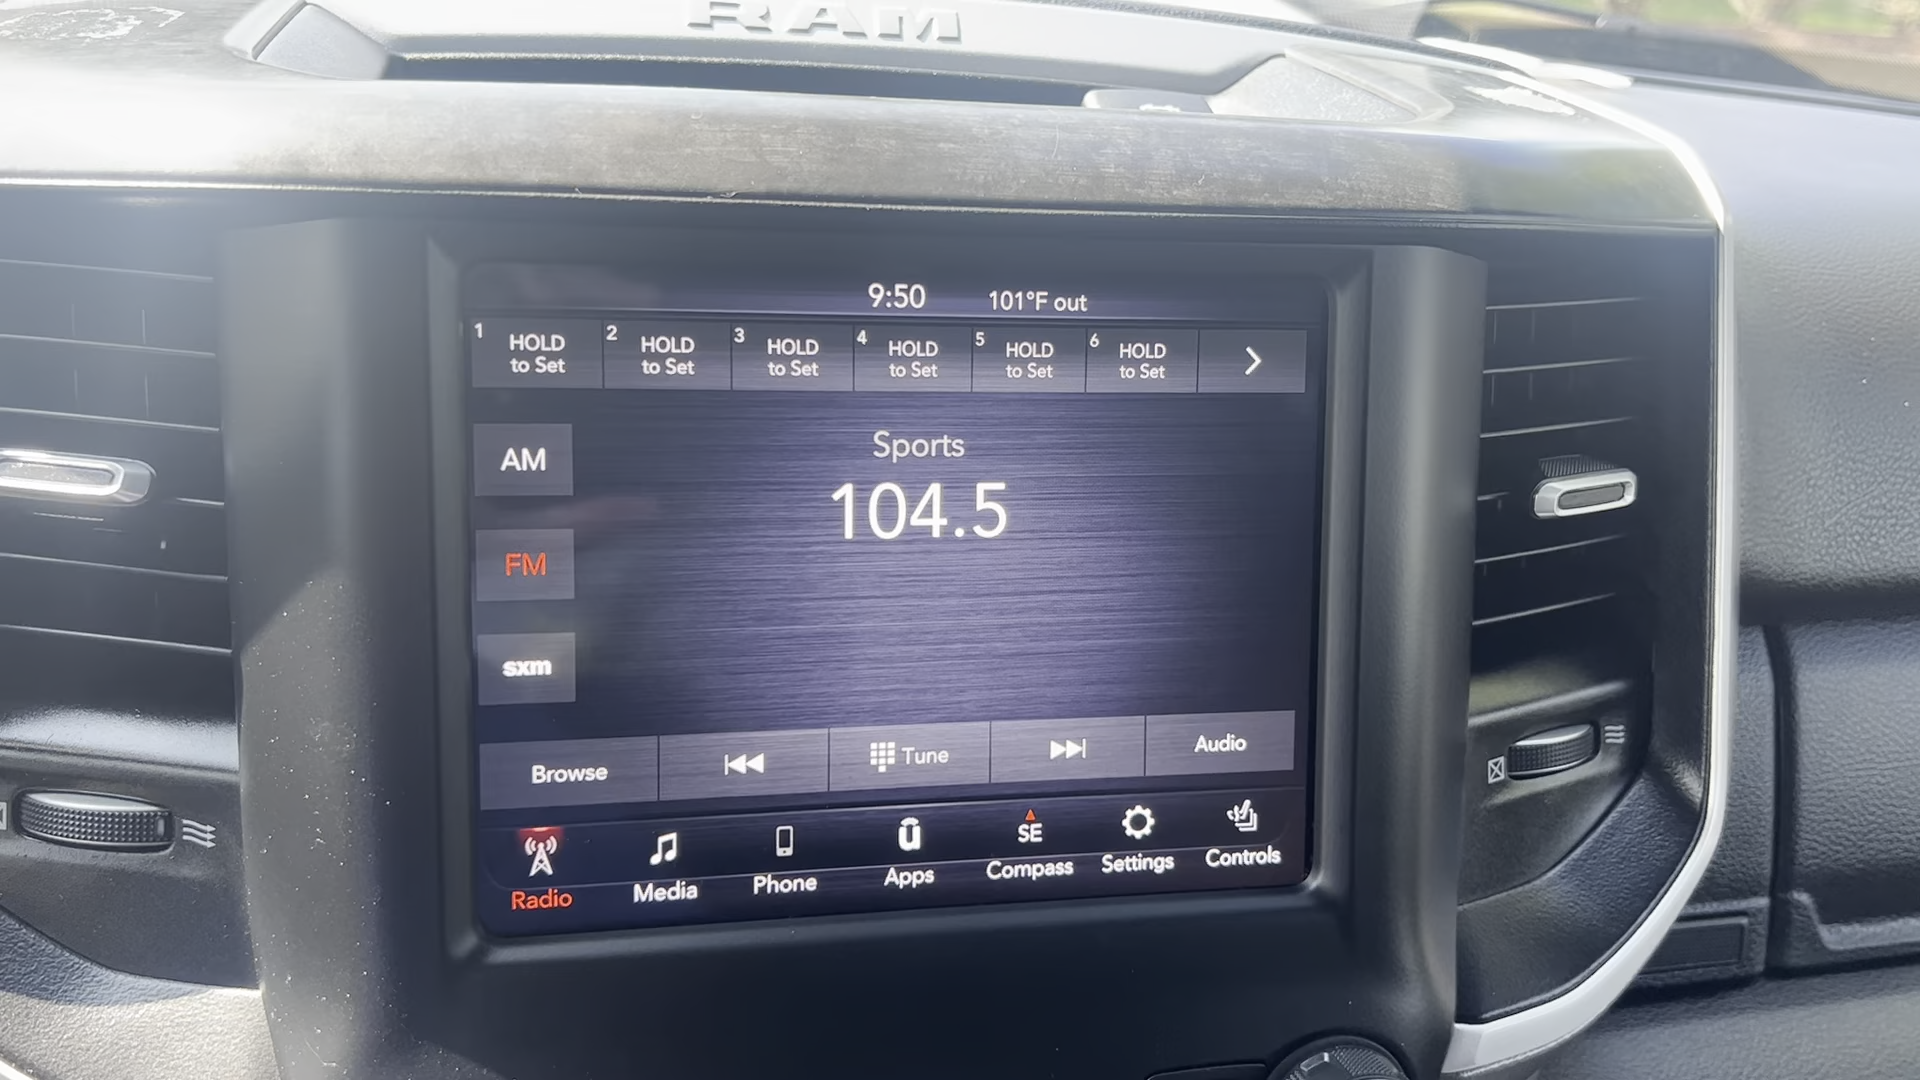 RAM
9:50 101°F out
1 HOLD to Set
2 HOLD to Set
3 HOLD to Set
4 HOLD to Set
5 HOLD to Set
6 HOLD to Set
AM
Sports
104.5
FM
sxm
Browse
Tune
Audio
SE
Radio
Media
Phone
Apps
Compass
Settings
Controls